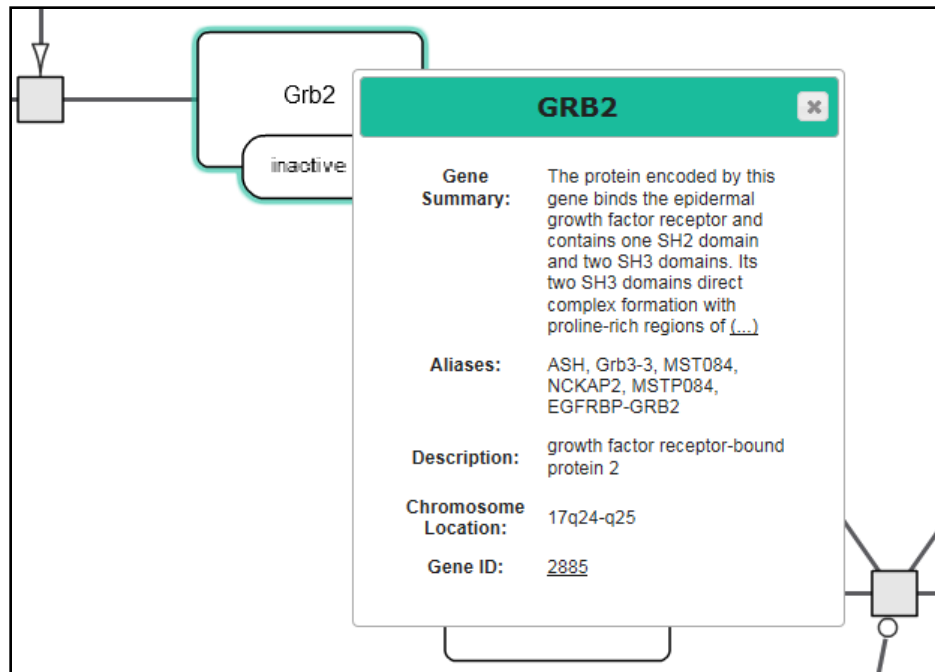 Grb2
inactive
GRB2
Gene
Summary:
The protein encoded by this
gene binds the epidermal
growth factor receptor and
contains one SH2 domain
and two SH3 domains. Its
two SH3 domains direct
complex formation with
proline-rich regions of (...)
Aliases:
ASH, Grb3-3, MST084,
NCKAP2, MSTP084,
EGFRBP-GRB2
Description:
growth factor receptor-bound
protein 2
Chromosome
Location:
17q24-q25
Gene ID:
2885